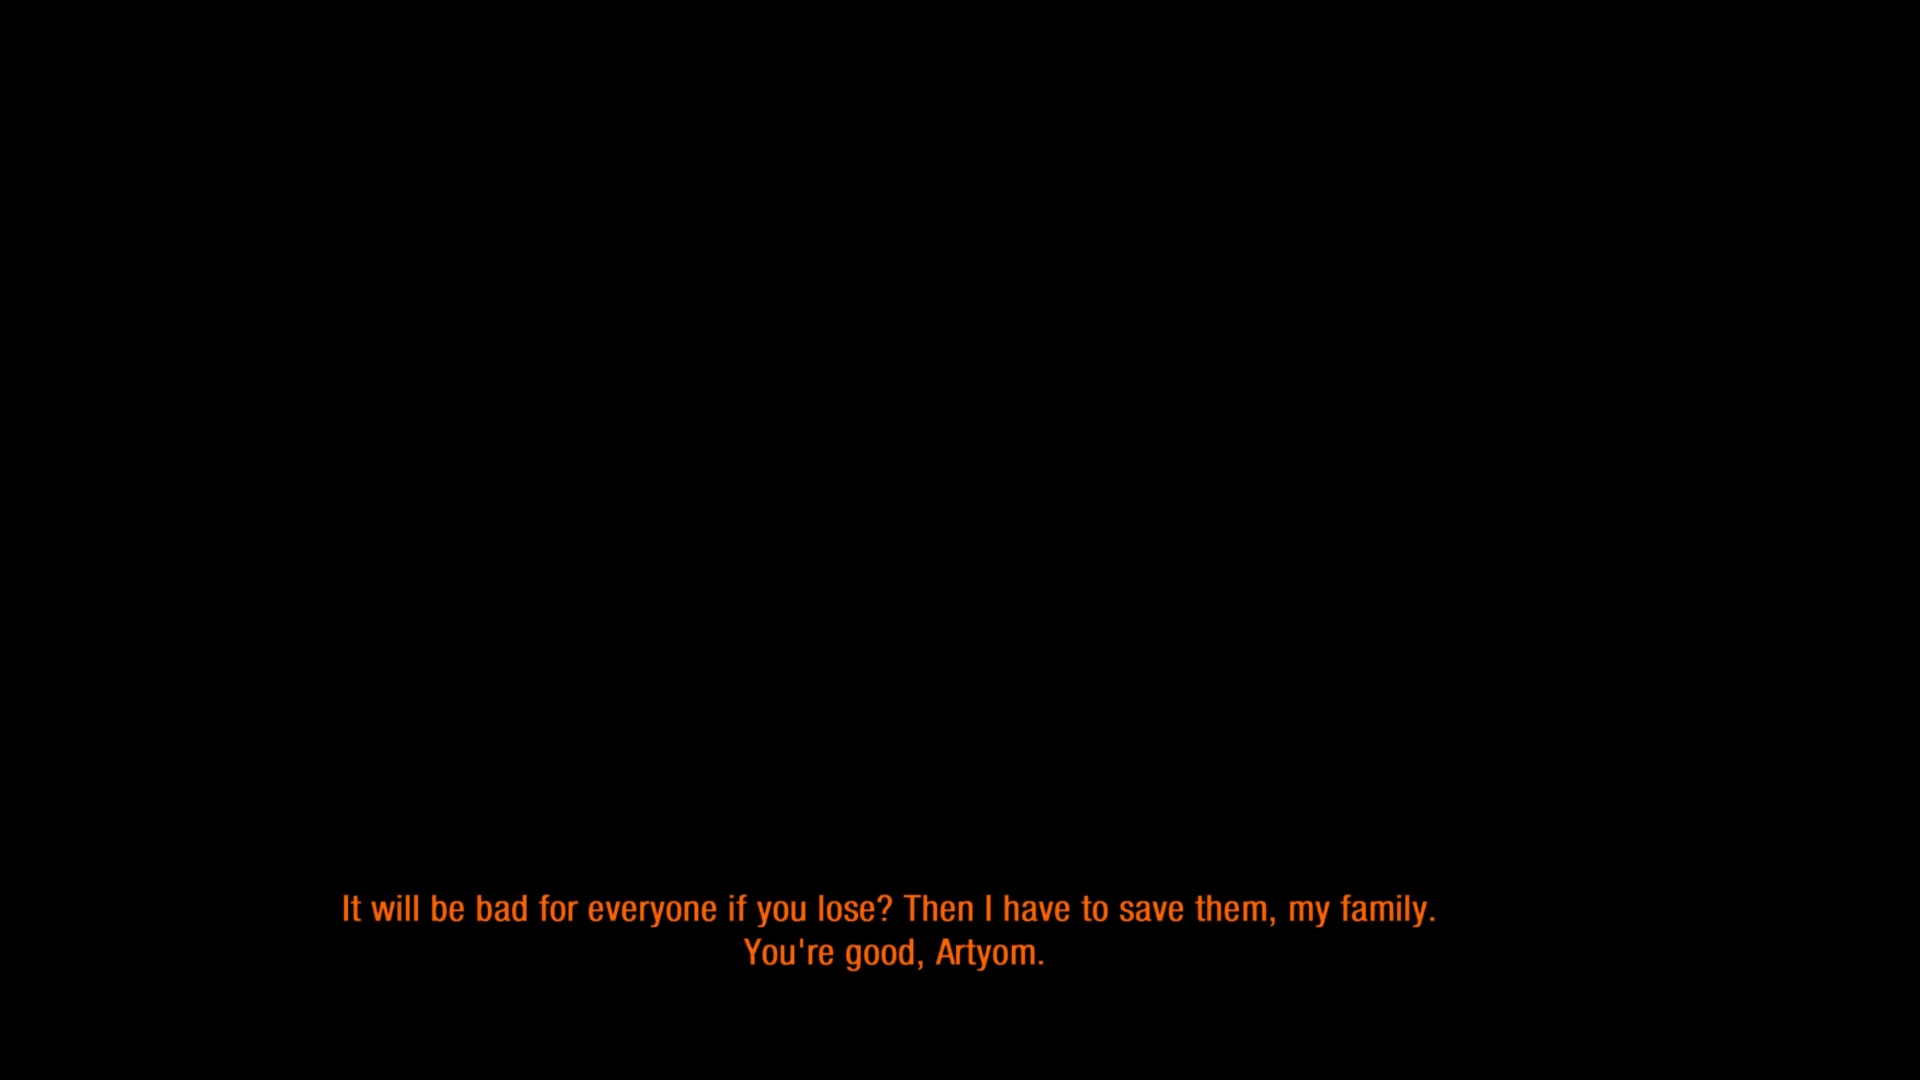 It will be bad for everyone if you lose? Then I have to save them, my family.
You're good, Artyom.